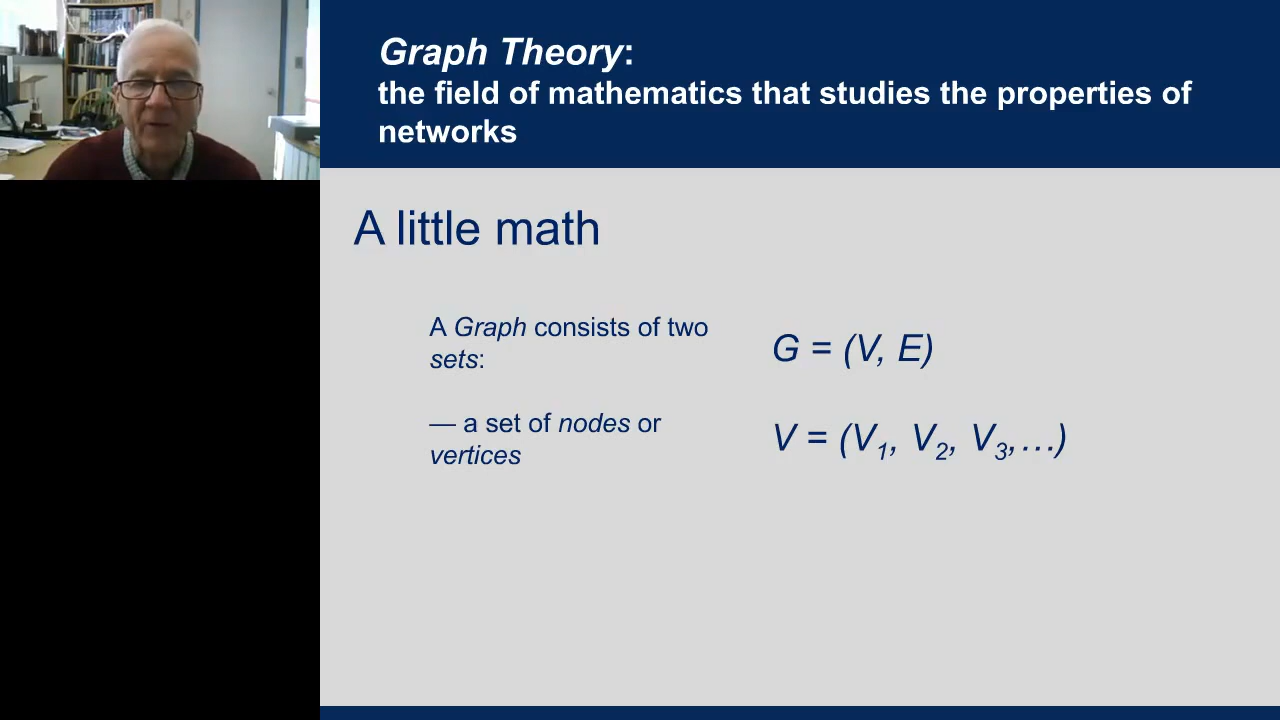 Graph Theory:
the field of mathematics that studies the properties of
networks
A little math
A Graph consists of two
sets:
G = (V, E)
— a set of nodes or
vertices
V = (V1, V2, V3,…)